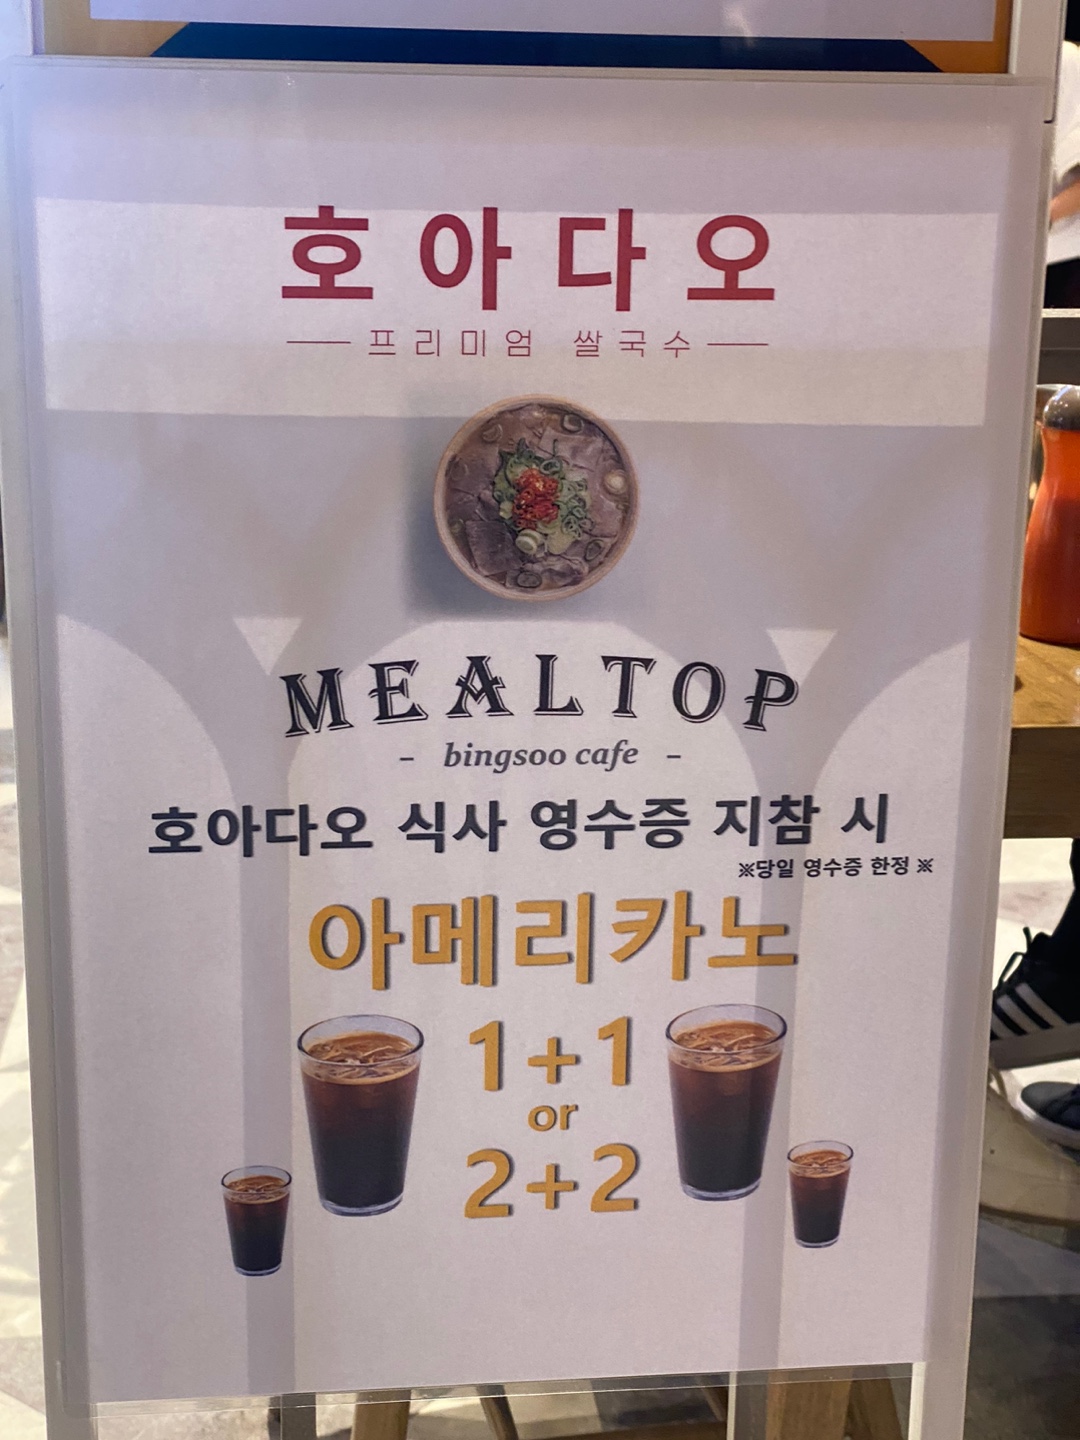 호아다오
프리미엄 쌀국수
MEALTOP
- bingsoo cafe -
호아다오 식사 영수증 지참 시
※당일 영수증 한정 ※
아메리카노
1+1
or
2+2